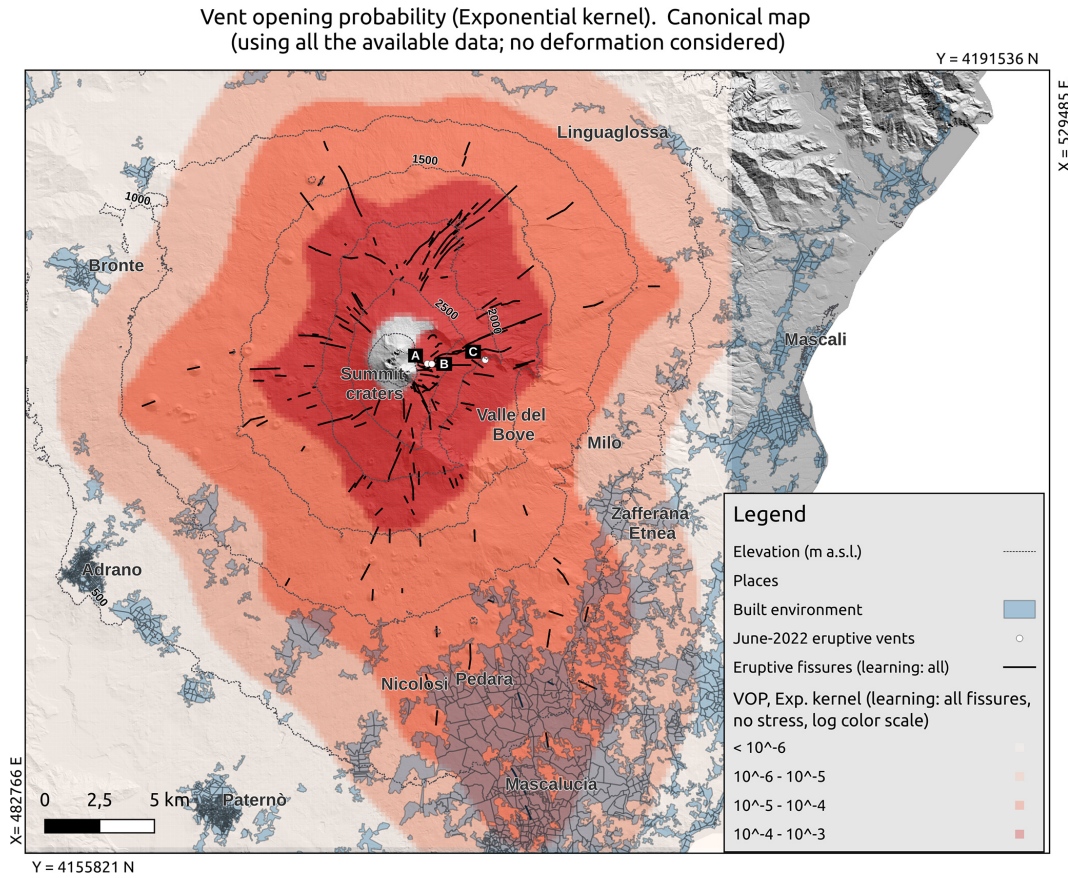 Vent opening probability (Exponential kernel).  Canonical map
(using all the available data; no deformation considered)
Y = 4191536 N
X = 529485 E
Linguaglossa
1500
1000
Bronte
2500
2000
Mascali
A
B
C
Summit
craters
Valle del
Bove
Milo
Zafferana
Etnea
Adrano
500
Nicolosi
Pedara
Mascalucia
Paternò
0 2,5 5 km
X= 482766 E
Y = 4155821 N
Legend
Elevation (m a.s.l.)
Places
Built environment
June-2022 eruptive vents
Eruptive fissures (learning: all)
VOP, Exp. kernel (learning: all fissures,
no stress, log color scale)
< 10^-6
10^-6 - 10^-5
10^-5 - 10^-4
10^-4 - 10^-3